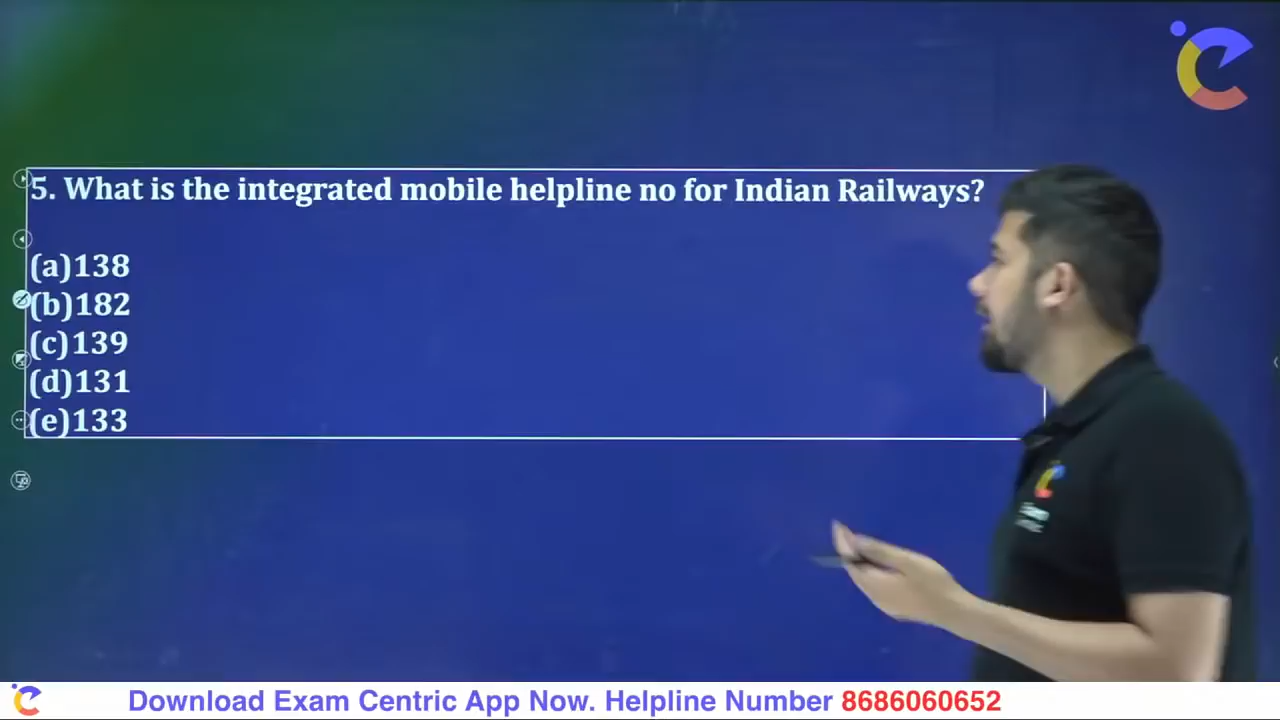 5. What is the integrated mobile helpline no for Indian Railways?
(a)138
(b)182
(c)139
(d)131
(e)133
Download Exam Centric App Now. Helpline Number 8686060652